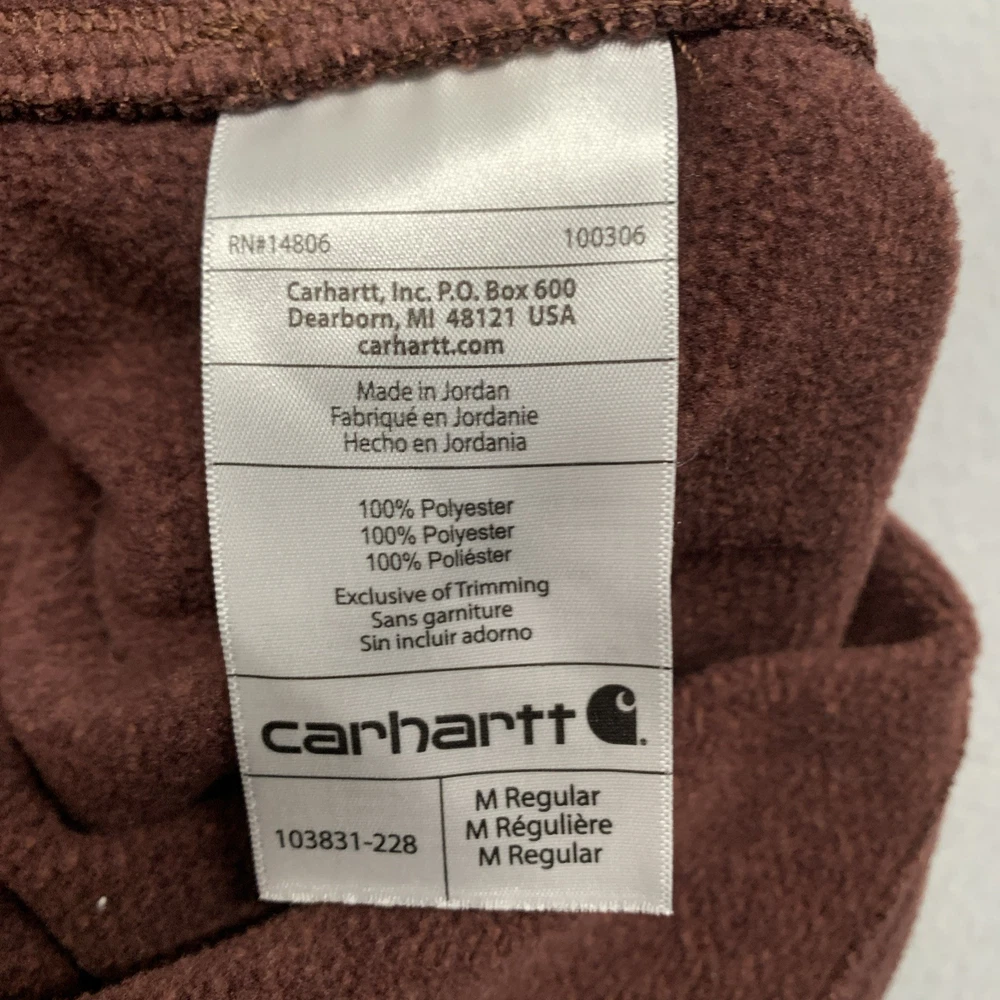 RN#14806 100306
Carhartt, Inc. P.O. Box 600
Dearborn, MI 48121 USA
carhartt.com
Made in Jordan
Fabriqué en Jordanie
Hecho en Jordania
100% Polyester
100% Polyester
100% Poliéster
Exclusive of Trimming
Sans garniture
Sin incluir adorno
carhartt
103831-228
M Regular
M Régulière
M Regular